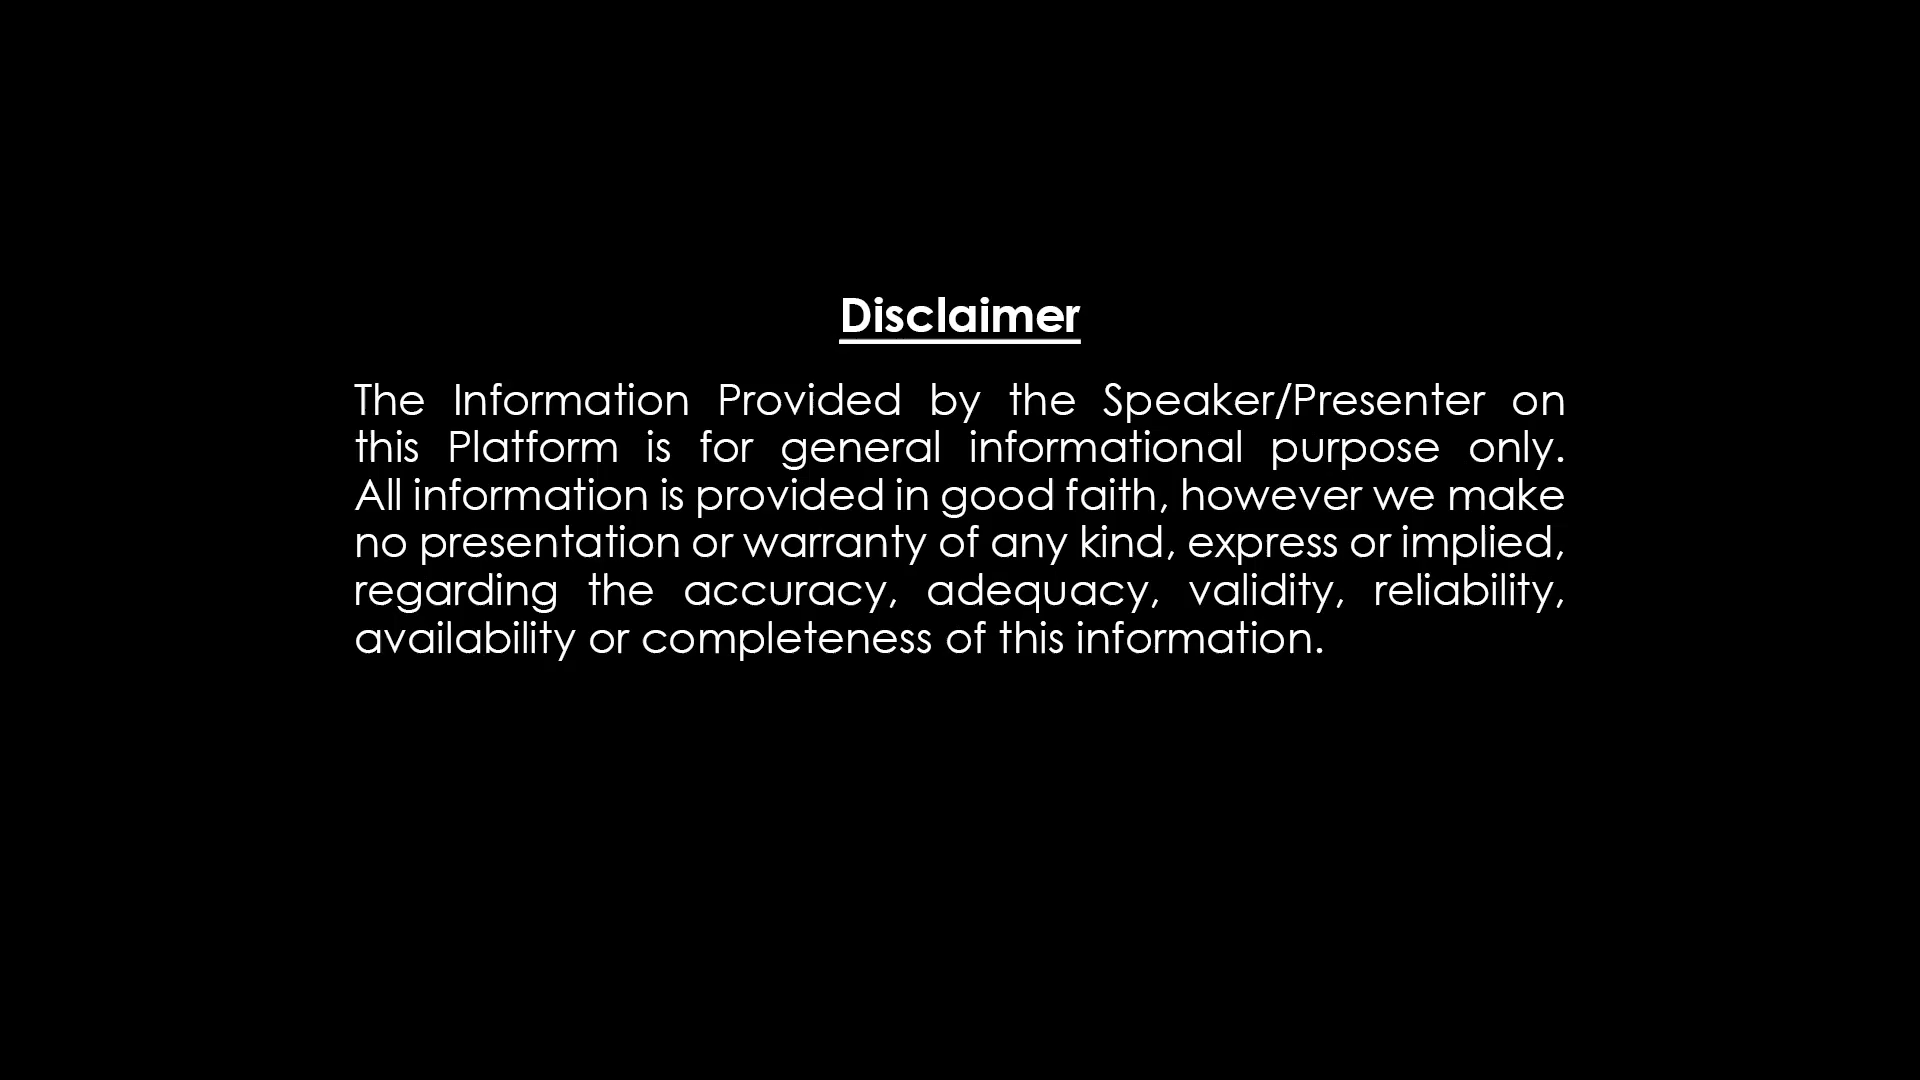 Disclaimer
The Information Provided by the Speaker/Presenter on
this Platform is for general informational purpose only.
All information is provided in good faith, however we make
no presentation or warranty of any kind, express or implied,
regarding the accuracy, adequacy, validity, reliability,
availability or completeness of this information.